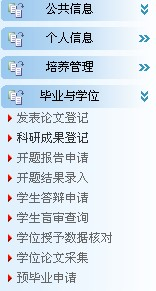 公共信息
个人信息
培养管理
毕业与学位
发表论文登记
科研成果登记
开题报告申请
开题结果录入
学生答辩申请
学生盲审查询
学位授予数据核对
学位论文采集
预毕业申请